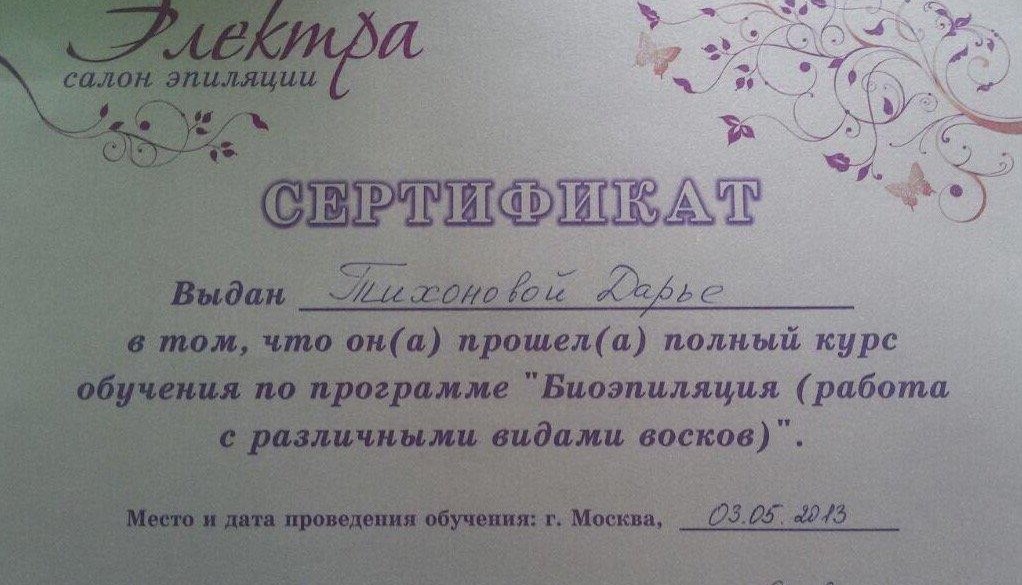 Электра
салон эпиляции
СЕРТИФИКАТ
Выдан Тихоновой Дарье
в том, что он(а) прошел(а) полный курс
обучения по программе "Биоэпиляция (работа
с различными видами восков)".
Место и дата проведения обучения: г. Москва, 03.05.2013